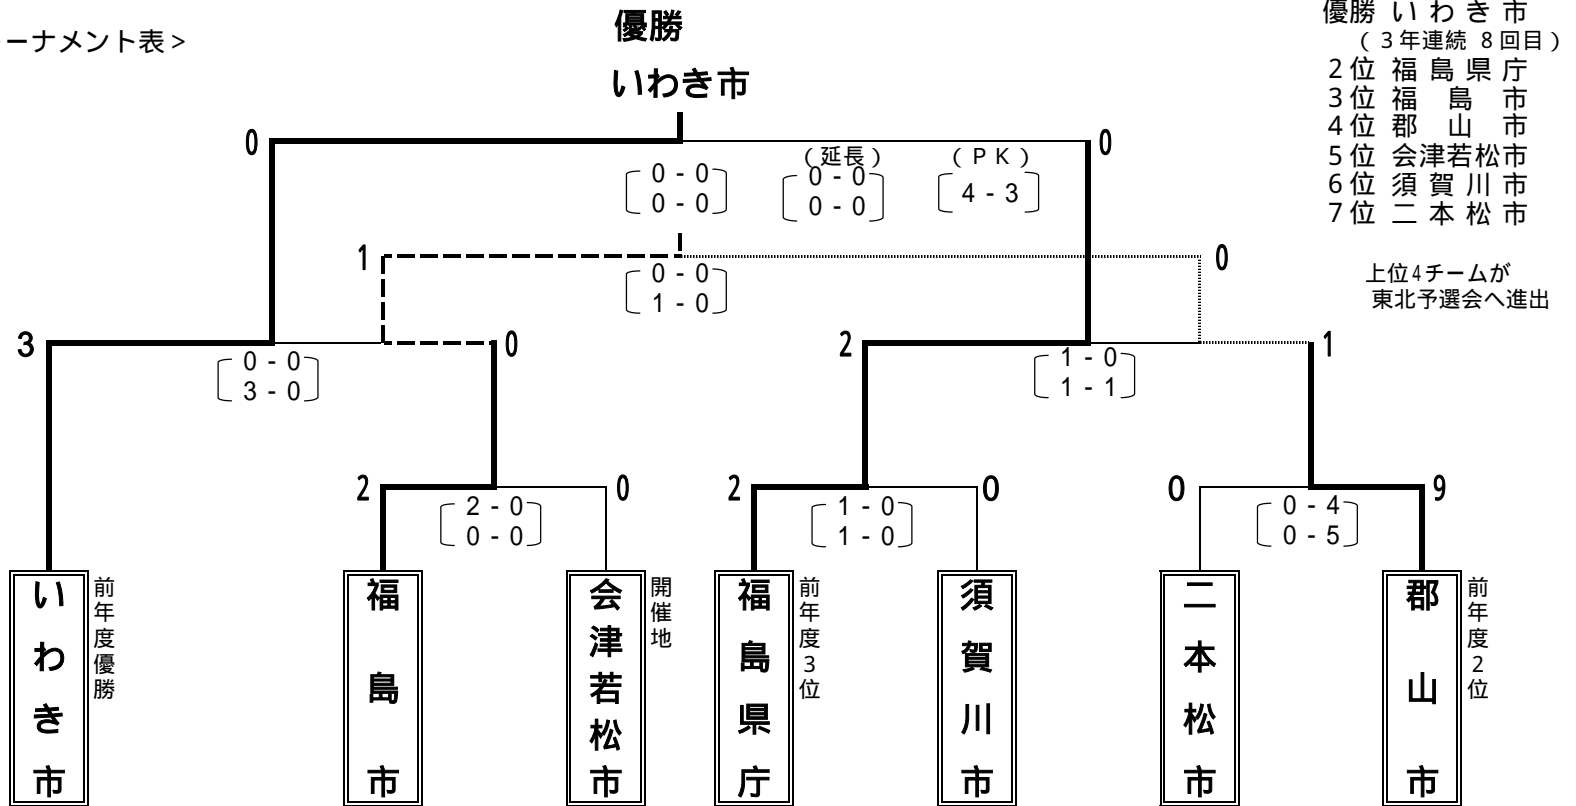 ーナメント表>
優勝
いわき市
優勝 い わ き 市
(3年連続 8回目)
2位 福 島 県 庁
3位 福 島 市
4位 郡 山 市
5位 会津若松市
6位 須 賀 川 市
7位 二 本 松 市
上位4チームが
東北予選会へ進出
0
0
0 - 0
0 - 0
(延長)
0 - 0
0 - 0
(PK)
4 - 3
1
0
0 - 0
1 - 0
3
0
0 - 0
3 - 0
2
1
1 - 0
1 - 1
2
0
2 - 0
0 - 0
2
0
1 - 0
1 - 0
0
9
0 - 4
0 - 5
いわき市
前年度優勝
福島市
会津若松市
開催地
福島県庁
前年度3位
須賀川市
二本松市
郡山市
前年度2位